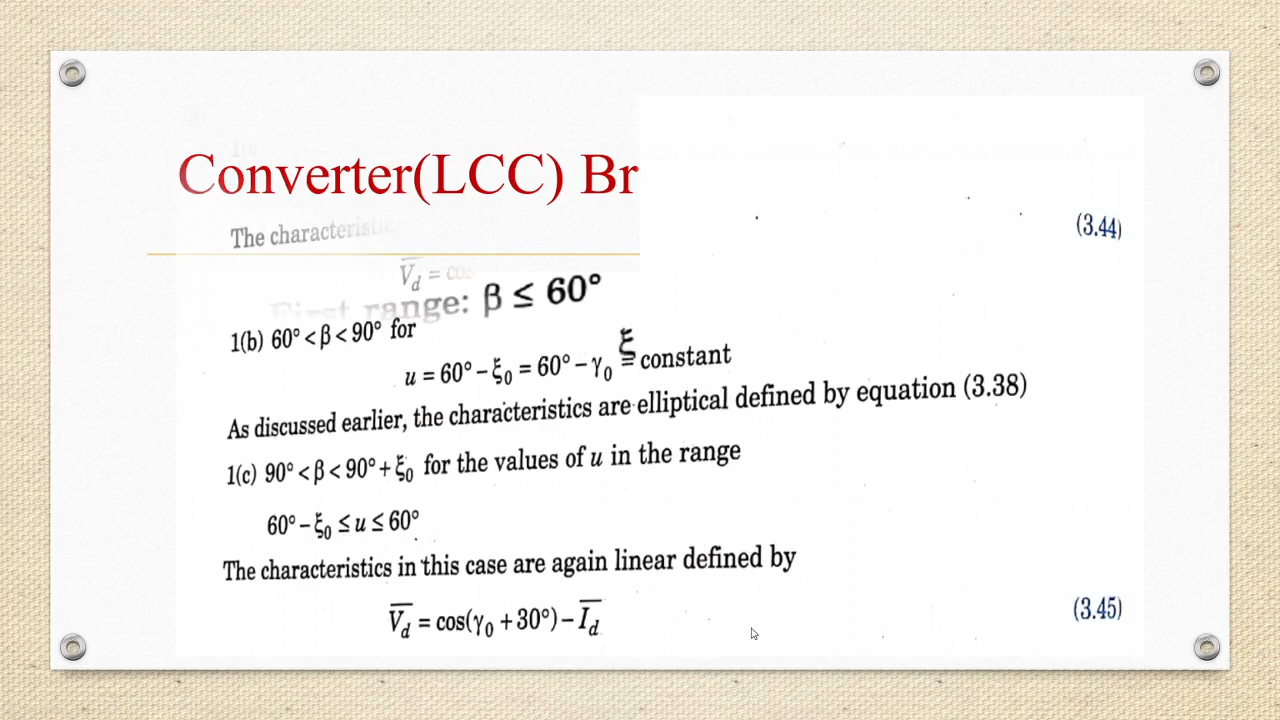 Converter(LCC) Br
(3.44)
The characteristic
V̅d = cos
First range: β ≤ 60°
1(b) 60° < β < 90° for
u = 60° − ξ₀ = 60° − γ₀ = constant
ξ
As discussed earlier, the characteristics are elliptical defined by equation (3.38)
1(c) 90° < β < 90° + ξ₀ for the values of u in the range
60° − ξ₀ ≤ u ≤ 60°
The characteristics in this case are again linear defined by
V̅d = cos(γ₀ + 30°) − I̅d (3.45)